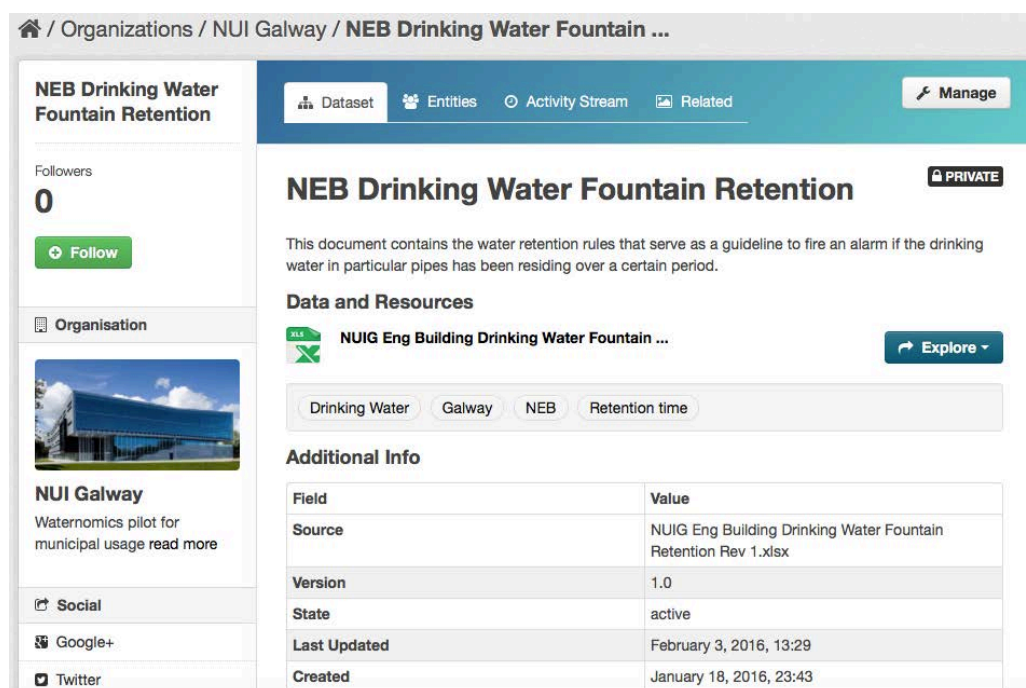 / Organizations / NUI Galway / NEB Drinking Water Fountain ...
NEB Drinking Water
Fountain Retention
Followers
0
Follow
Organisation
NUI Galway
Waternomics pilot for
municipal usage read more
Social
Google+
Twitter
Dataset
Entities
Activity Stream
Related
Manage
NEB Drinking Water Fountain Retention
PRIVATE
This document contains the water retention rules that serve as a guideline to fire an alarm if the drinking
water in particular pipes has been residing over a certain period.
Data and Resources
XLS
NUIG Eng Building Drinking Water Fountain ...
Explore
Drinking Water
Galway
NEB
Retention time
Additional Info
Field Value
Source NUIG Eng Building Drinking Water Fountain
Retention Rev 1.xlsx
Version 1.0
State active
Last Updated February 3, 2016, 13:29
Created January 18, 2016, 23:43